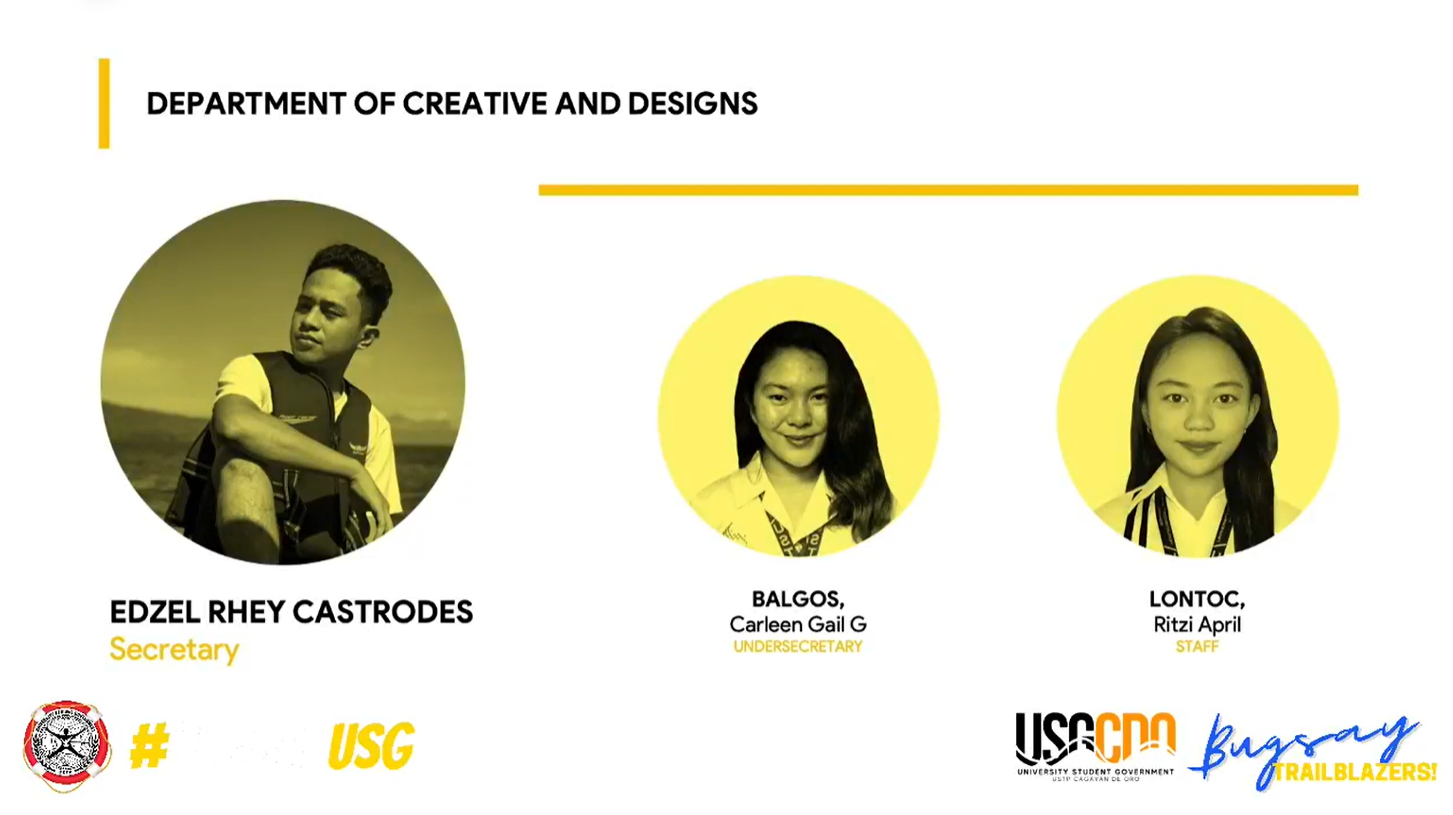 DEPARTMENT OF CREATIVE AND DESIGNS
EDZEL RHEY CASTRODES
Secretary
BALGOS,
Carleen Gail G
UNDERSECRETARY
LONTOC,
Ritzi April
STAFF
# USG
USGCDO
UNIVERSITY STUDENT GOVERNMENT
USTP CAGAYAN DE ORO
Bugsay
TRAILBLAZERS!